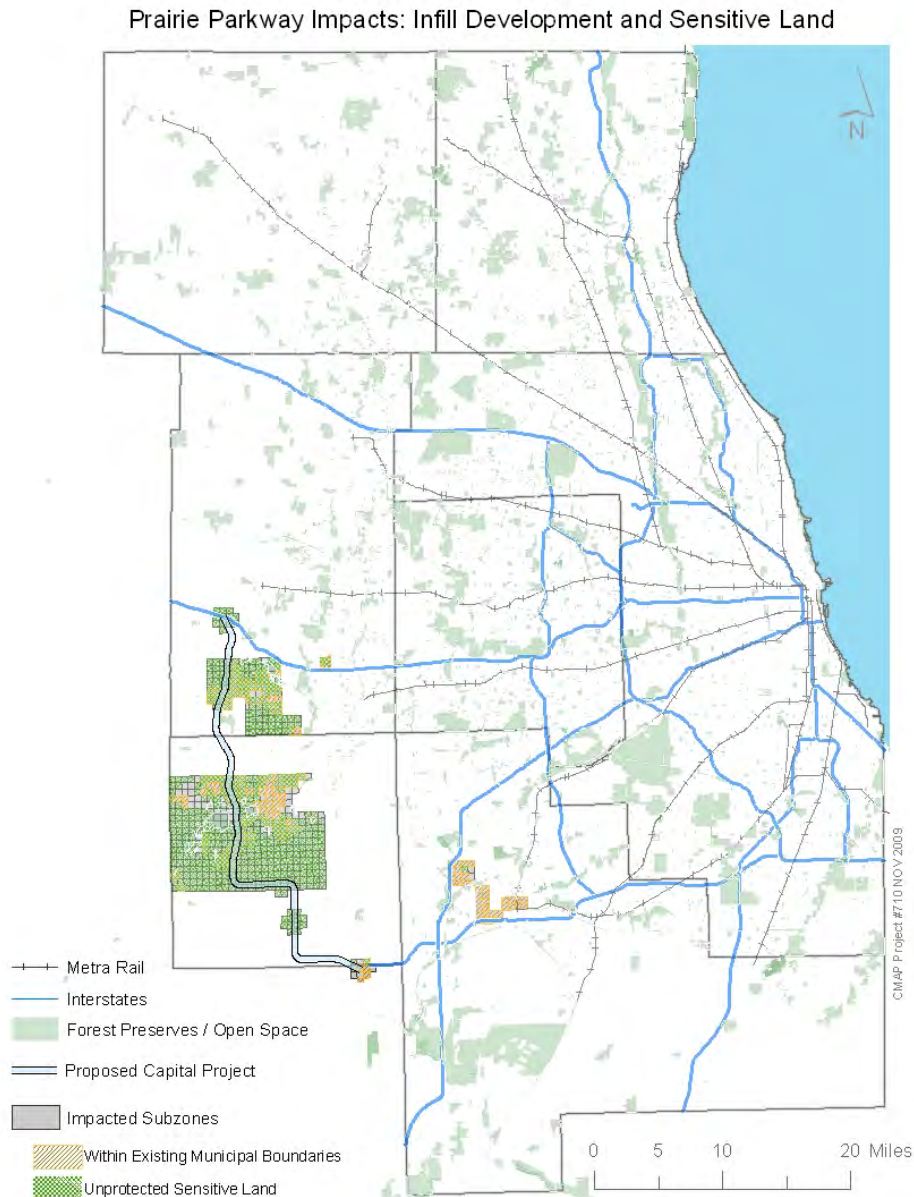 Prairie Parkway Impacts: Infill Development and Sensitive Land
N
CMAP Project #710 NOV 2009
Metra Rail
Interstates
Forest Preserves / Open Space
Proposed Capital Project
Impacted Subzones
Within Existing Municipal Boundaries
Unprotected Sensitive Land
0 5 10 20 Miles